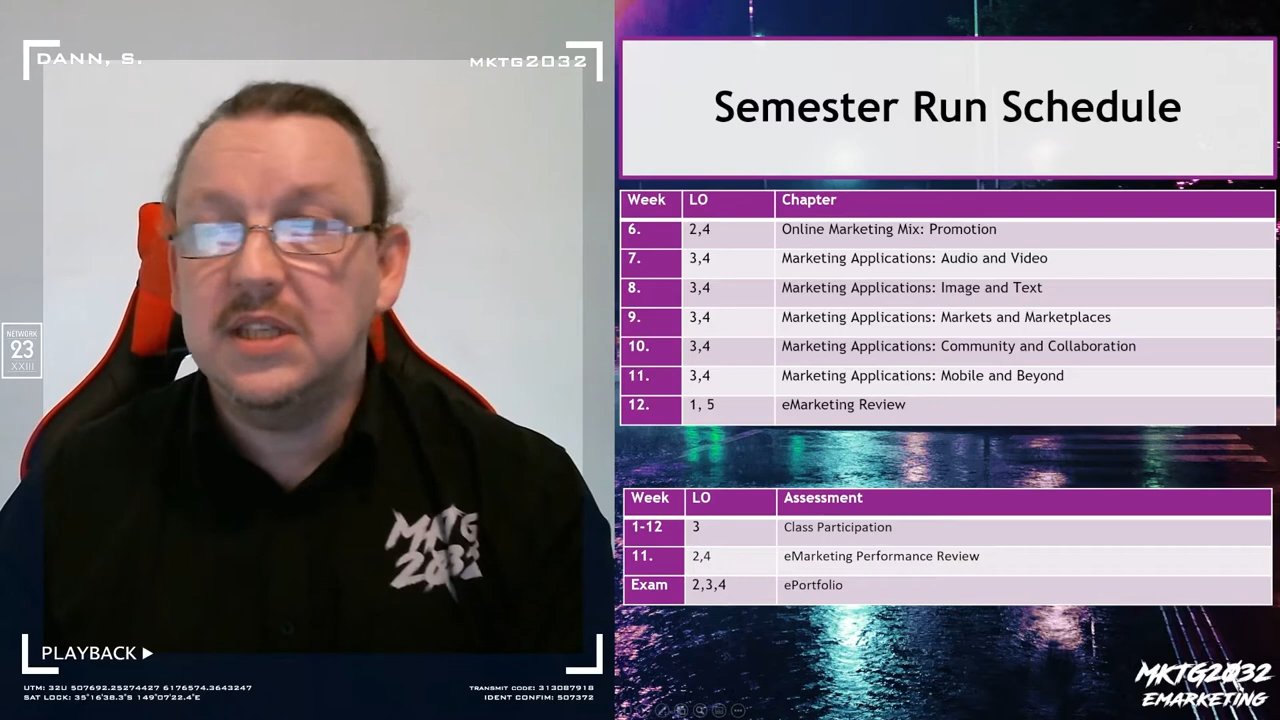 DANN, S.
MKTG2032
NETWORK
23
XXIII
MKTG
2032
PLAYBACK
UTM: 32U 507692.25274427 6176574.3643247
SAT LOCK: 35°16'38.3"S 149°07'22.4"E
TRANSMIT CODE: 313087918
IDENT CONFIM: 507372
Semester Run Schedule
Week LO Chapter
6. 2,4 Online Marketing Mix: Promotion
7. 3,4 Marketing Applications: Audio and Video
8. 3,4 Marketing Applications: Image and Text
9. 3,4 Marketing Applications: Markets and Marketplaces
10. 3,4 Marketing Applications: Community and Collaboration
11. 3,4 Marketing Applications: Mobile and Beyond
12. 1, 5 eMarketing Review
Week LO Assessment
1-12 3 Class Participation
11. 2,4 eMarketing Performance Review
Exam 2,3,4 ePortfolio
MKTG2032
EMARKETING